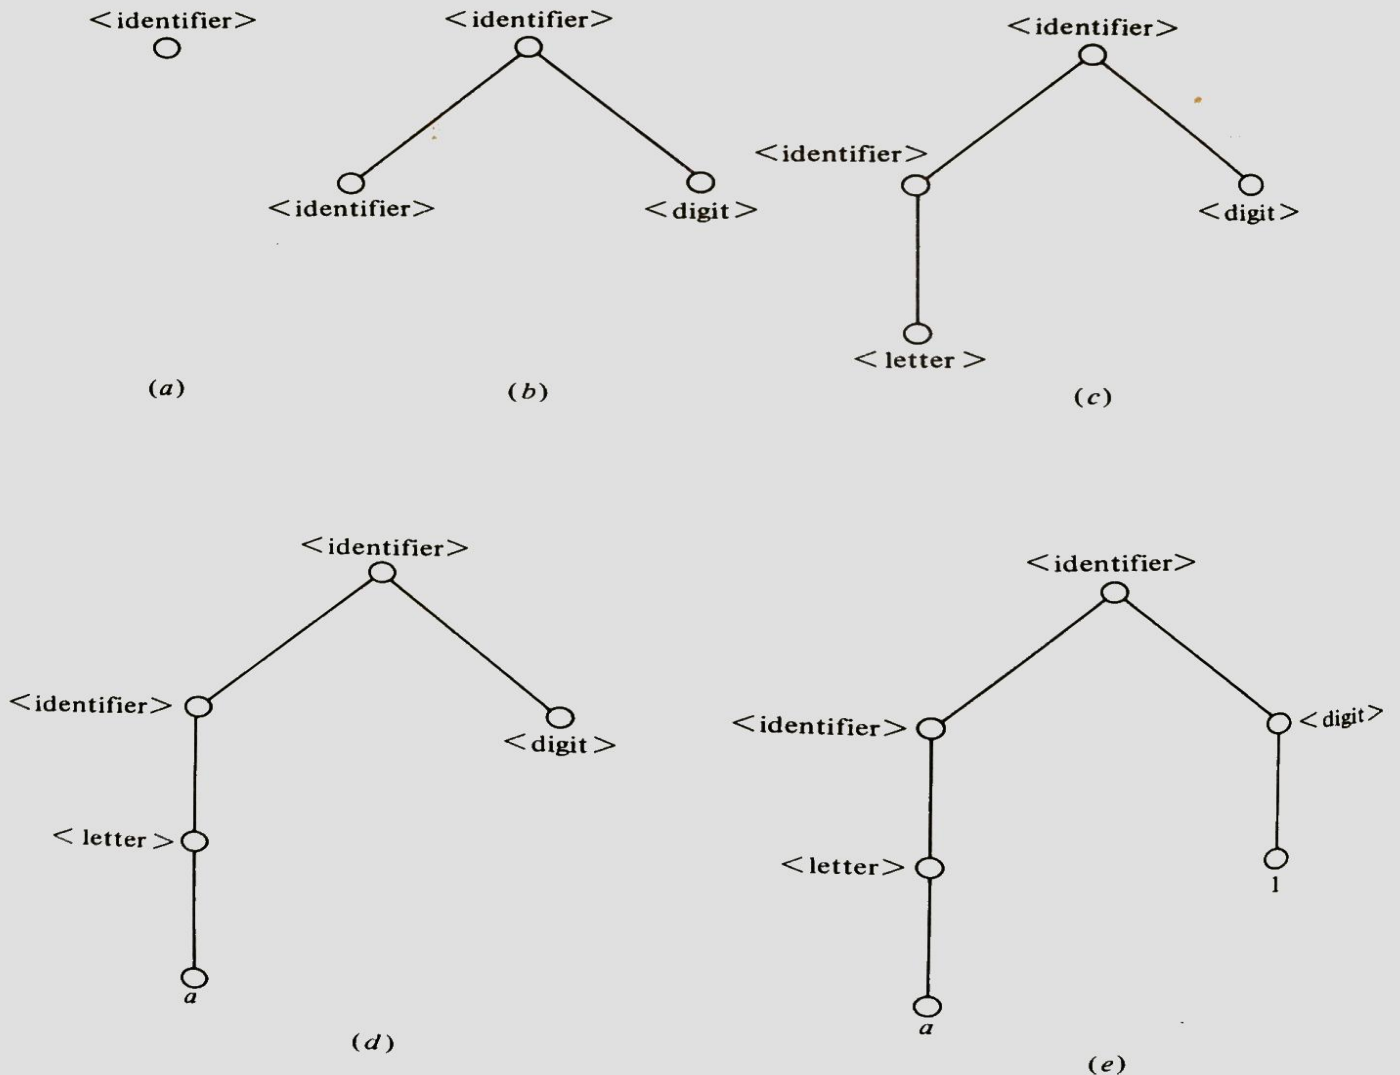 <identifier>
<identifier>
<identifier>
<identifier>
<identifier>
<digit>
<digit>
<letter>
(a)
(b)
(c)
<identifier>
<identifier>
<identifier>
<identifier>
<digit>
<digit>
<letter>
<letter>
1
a
a
(d)
(e)